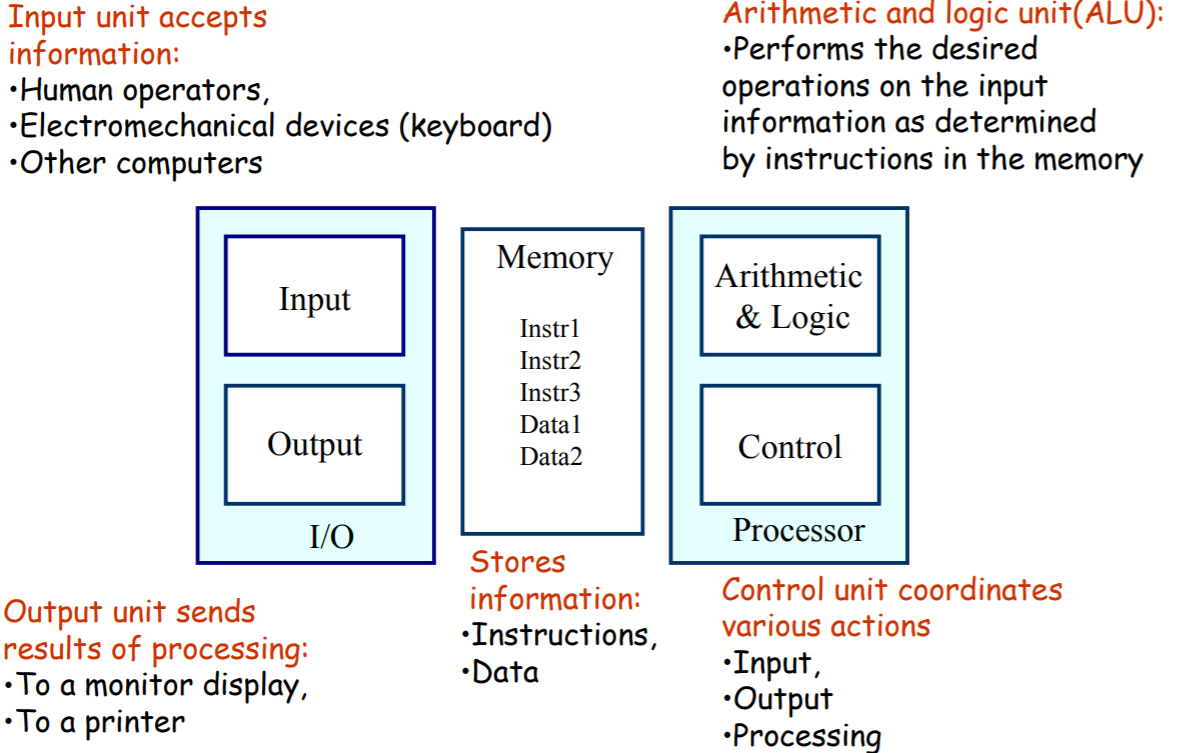 Input unit accepts
information:
•Human operators,
•Electromechanical devices (keyboard)
•Other computers
Arithmetic and logic unit(ALU):
•Performs the desired
operations on the input
information as determined
by instructions in the memory
Input
Output
I/O
Memory
Instr1
Instr2
Instr3
Data1
Data2
Arithmetic
& Logic
Control
Processor
Output unit sends
results of processing:
•To a monitor display,
•To a printer
Stores
information:
•Instructions,
•Data
Control unit coordinates
various actions
•Input,
•Output
•Processing